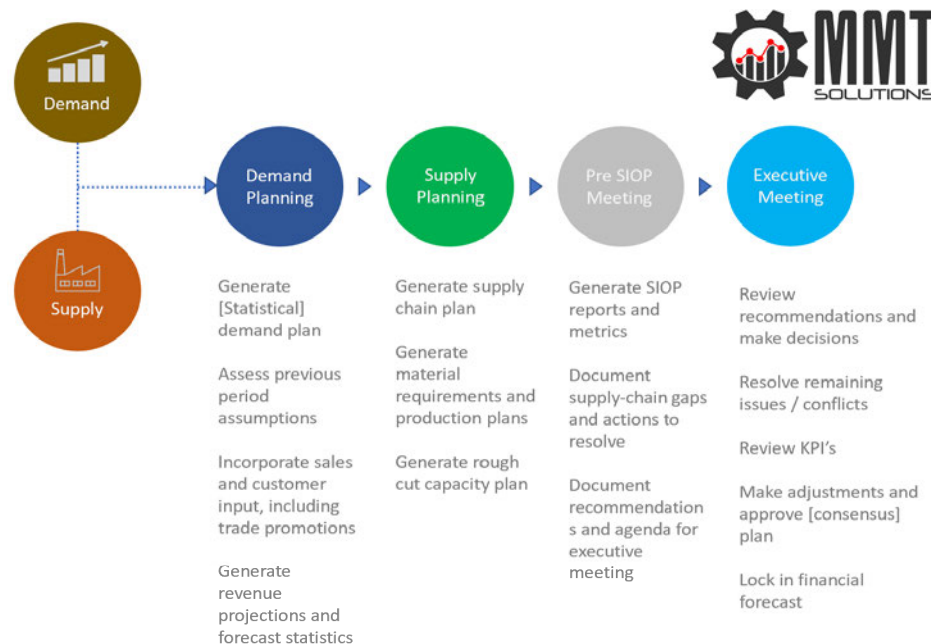 MMT
SOLUTIONS
Demand
Supply
Demand
Planning
Generate
[Statistical]
demand plan
Assess previous
period
assumptions
Incorporate sales
and customer
input, including
trade promotions
Generate
revenue
projections and
forecast statistics
Supply
Planning
Generate supply
chain plan
Generate
material
requirements and
production plans
Generate rough
cut capacity plan
Pre SIOP
Meeting
Generate SIOP
reports and
metrics
Document
supply-chain gaps
and actions to
resolve
Document
recommendation
s and agenda for
executive
meeting
Executive
Meeting
Review
recommendations and
make decisions
Resolve remaining
issues / conflicts
Review KPI's
Make adjustments and
approve [consensus]
plan
Lock in financial
forecast